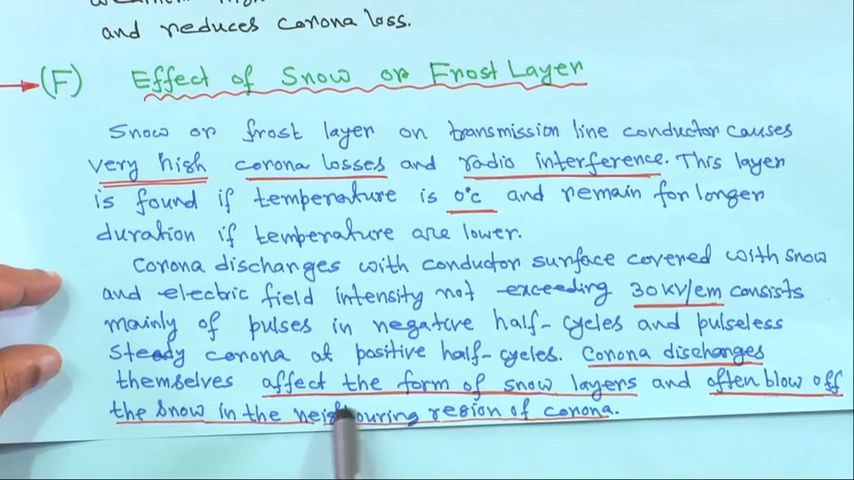 and reduces corona loss.
(F) Effect of Snow or Frost Layer
Snow or frost layer on transmission line conductor causes
very high corona losses and radio interference. This layer
is found if temperature is 0°c and remain for longer
duration if temperature are lower.
Corona discharges with conductor surface covered with snow
and electric field intensity not exceeding 30 KV/cm consists
mainly of pulses in negative half-cycles and pulseless
steady corona at positive half-cycles. Corona discharges
themselves affect the form of snow layers and often blow off
the snow in the neighbouring region of corona.